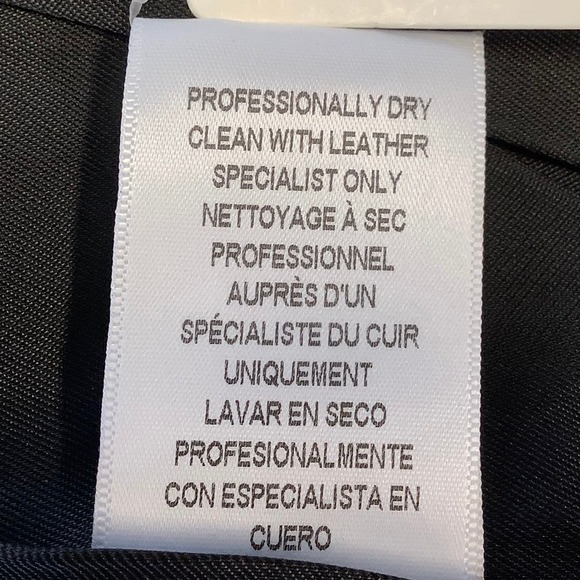 PROFESSIONALLY DRY
CLEAN WITH LEATHER
SPECIALIST ONLY
NETTOYAGE À SEC
PROFESSIONNEL
AUPRÈS D'UN
SPÉCIALISTE DU CUIR
UNIQUEMENT
LAVAR EN SECO
PROFESIONALMENTE
CON ESPECIALISTA EN
CUERO